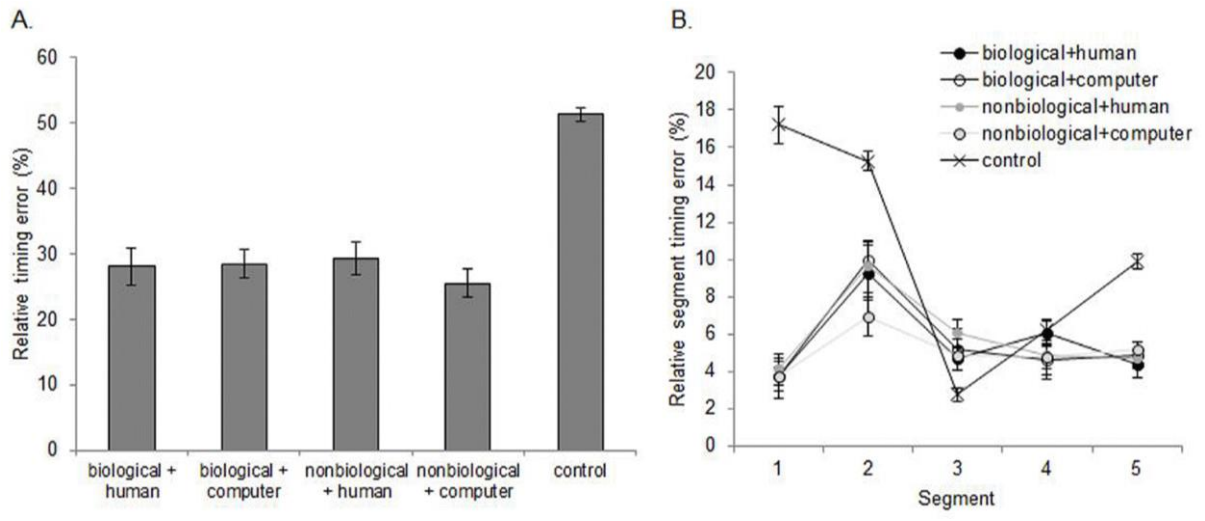 A.
Relative timing error (%)
60
50
40
30
20
10
0
biological +
human
biological +
computer
nonbiological
+ human
nonbiological
+ computer
control
B.
biological+human
biological+computer
nonbiological+human
nonbiological+computer
control
Relative segment timing error (%)
20
18
16
14
12
10
8
6
4
2
0
1 2 3 4 5
Segment